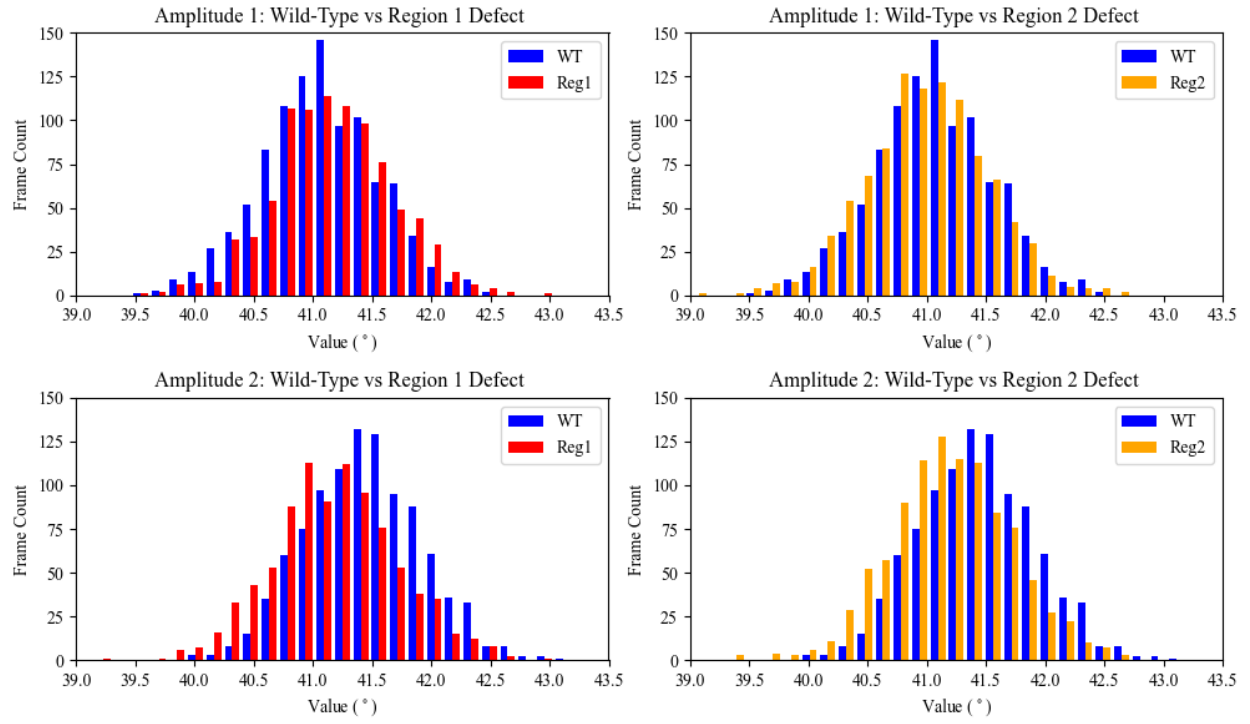 Amplitude 1: Wild-Type vs Region 1 Defect
Frame Count
150
125
100
75
50
25
0
WT
Reg1
39.0 39.5 40.0 40.5 41.0 41.5 42.0 42.5 43.0 43.5
Value (°)
Amplitude 1: Wild-Type vs Region 2 Defect
Frame Count
150
125
100
75
50
25
0
WT
Reg2
39.0 39.5 40.0 40.5 41.0 41.5 42.0 42.5 43.0 43.5
Value (°)
Amplitude 2: Wild-Type vs Region 1 Defect
Frame Count
150
125
100
75
50
25
0
WT
Reg1
39.0 39.5 40.0 40.5 41.0 41.5 42.0 42.5 43.0 43.5
Value (°)
Amplitude 2: Wild-Type vs Region 2 Defect
Frame Count
150
125
100
75
50
25
0
WT
Reg2
39.0 39.5 40.0 40.5 41.0 41.5 42.0 42.5 43.0 43.5
Value (°)